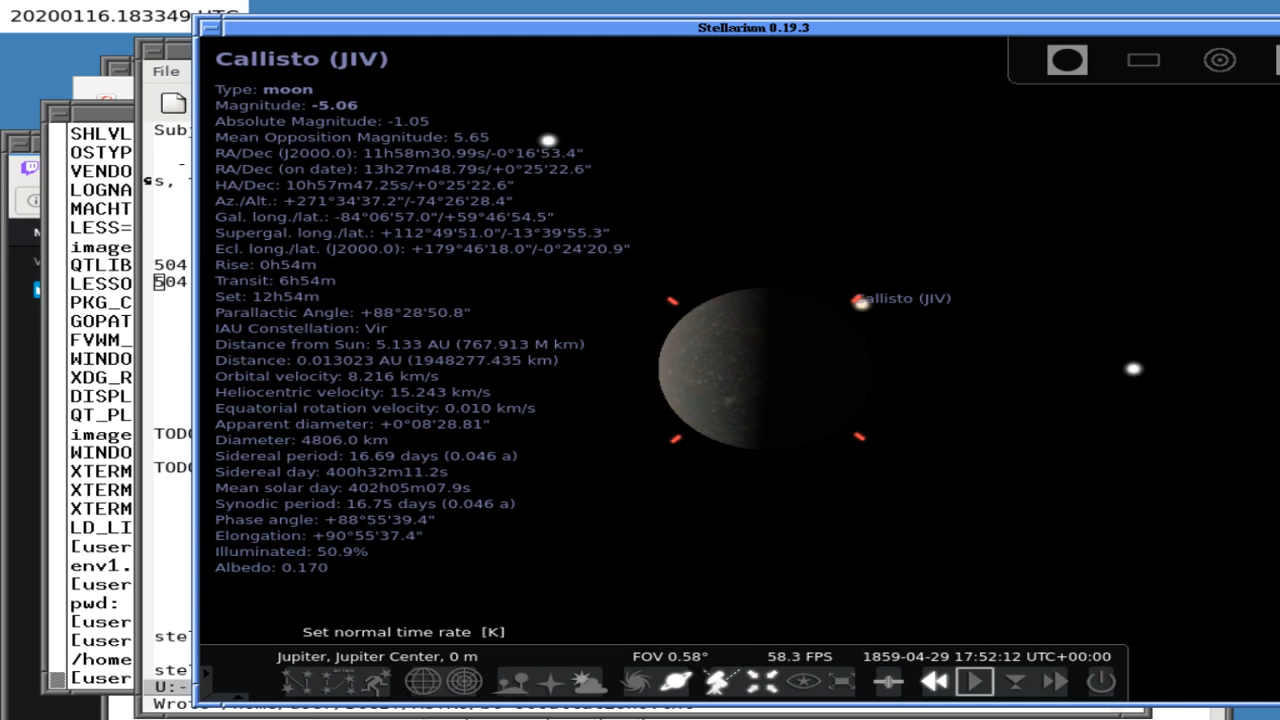 20200116.183349 UTC
Stellarium 0.19.3
File
Callisto (JIV)
Type: moon
Magnitude: -5.06
Absolute Magnitude: -1.05
Mean Opposition Magnitude: 5.65
RA/Dec (J2000.0): 11h58m30.99s/-0°16'53.4"
RA/Dec (on date): 13h27m48.79s/+0°25'22.6"
HA/Dec: 10h57m47.25s/+0°25'22.6"
Az./Alt.: +271°34'37.2"/-74°26'28.4"
Gal. long./lat.: -84°06'57.0"/+59°46'54.5"
Supergal. long./lat.: +112°49'51.0"/-13°39'55.3"
Ecl. long./lat. (J2000.0): +179°46'18.0"/-0°24'20.9"
Rise: 0h54m
Transit: 6h54m
Set: 12h54m
Parallactic Angle: +88°28'50.8"
IAU Constellation: Vir
Distance from Sun: 5.133 AU (767.913 M km)
Distance: 0.013023 AU (1948277.435 km)
Orbital velocity: 8.216 km/s
Heliocentric velocity: 15.243 km/s
Equatorial rotation velocity: 0.010 km/s
Apparent diameter: +0°08'28.81"
Diameter: 4806.0 km
Sidereal period: 16.69 days (0.046 a)
Sidereal day: 400h32m11.2s
Mean solar day: 402h05m07.9s
Synodic period: 16.75 days (0.046 a)
Phase angle: +88°55'39.4"
Elongation: +90°55'37.4"
Illuminated: 50.9%
Albedo: 0.170
Callisto (JIV)
Set normal time rate [K]
Jupiter, Jupiter Center, 0 m FOV 0.58° 58.3 FPS 1859-04-29 17:52:12 UTC+00:00
SHLVL
OSTYP
VENDO
LOGNA
MACHT
LESS=
image
QTLIB
LESSO
PKG_C
GOPAT
FVWM_
WINDO
XDG_R
DISPL
QT_PL
image
WINDO
XTERM
XTERM
XTERM
LD_LI
[user
env1.
[user
pwd:
[user
[user
/home
[user
Subj
504
504
TODO
TODO
stel
stel
U:-